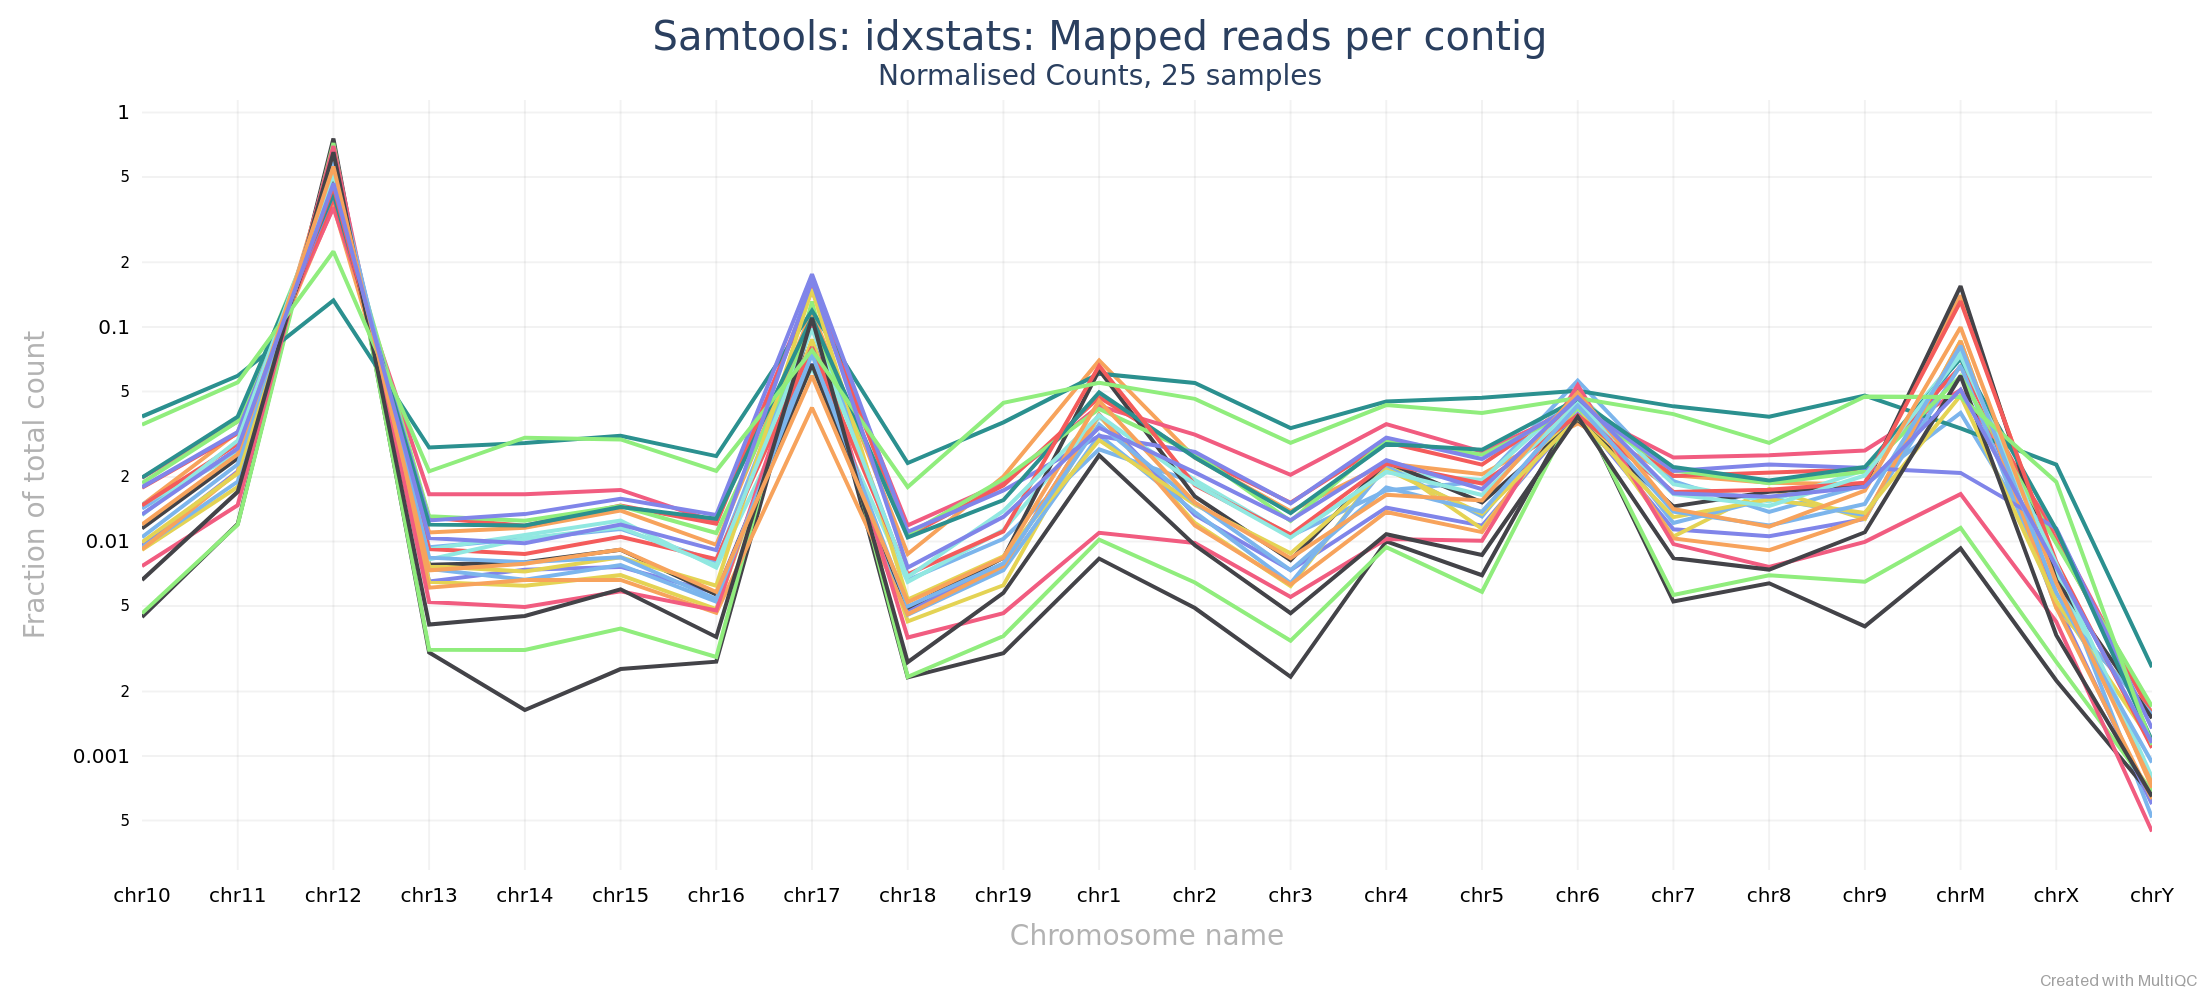 Samtools: idxstats: Mapped reads per contig
Normalised Counts, 25 samples
Fraction of total count
1
5
2
0.1
5
2
0.01
5
2
0.001
5
chr10 chr11 chr12 chr13 chr14 chr15 chr16 chr17 chr18 chr19 chr1 chr2 chr3 chr4 chr5 chr6 chr7 chr8 chr9 chrM chrX chrY
Chromosome name
Created with MultiQC